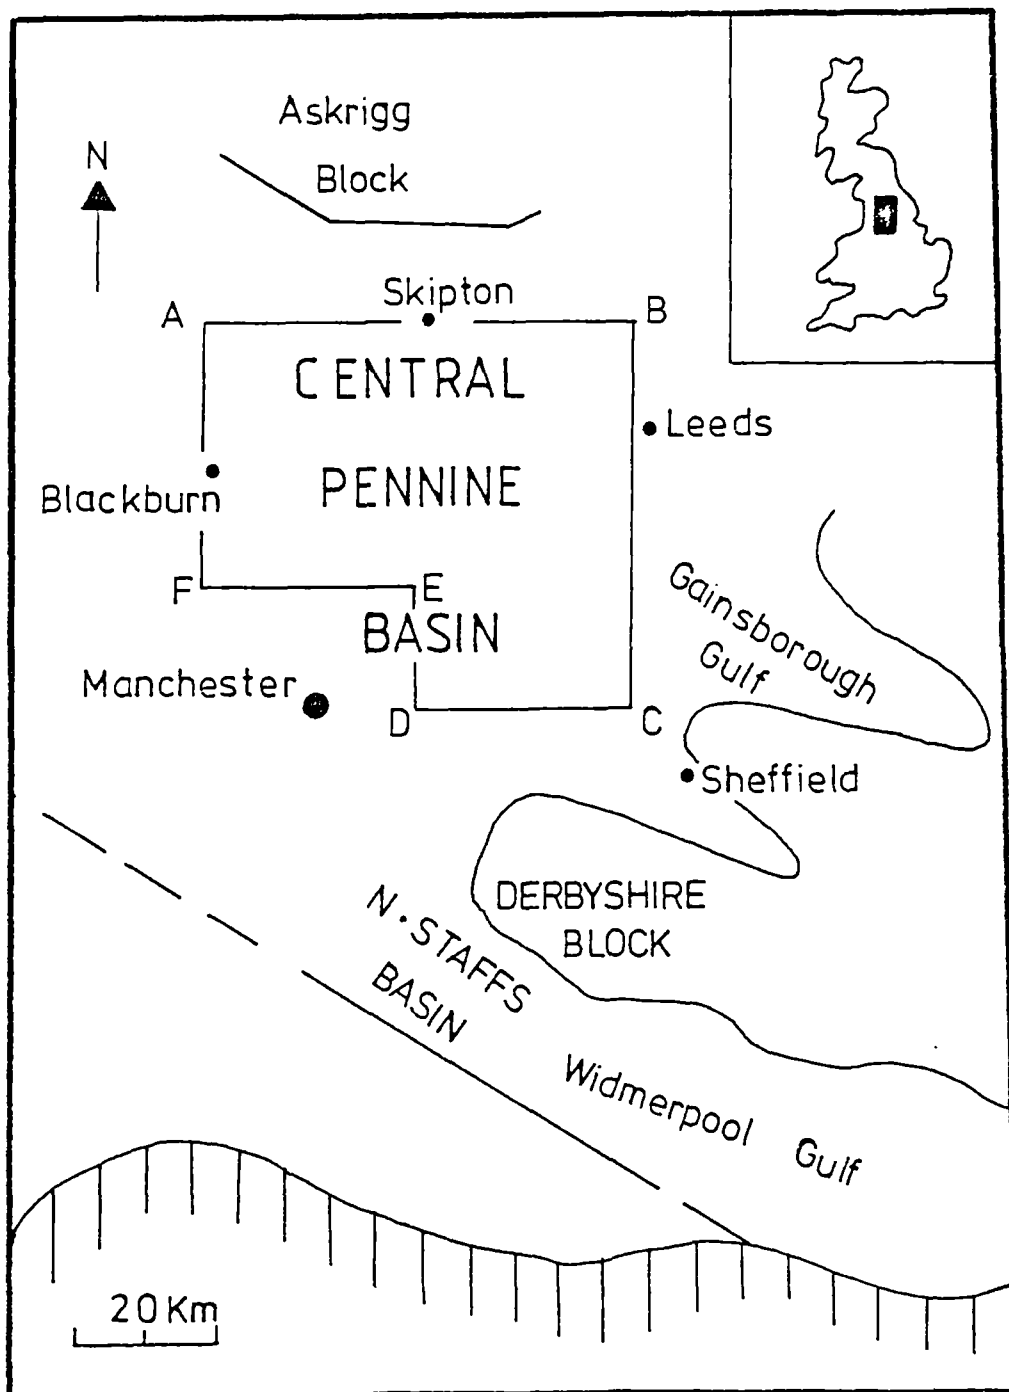 Askrigg
Block
N
Skipton
A
B
CENTRAL
Leeds
PENNINE
Blackburn
F
E
BASIN
Gainsborough
Gulf
Manchester
D
C
Sheffield
DERBYSHIRE
BLOCK
N·STAFFS
BASIN
Widmerpool Gulf
20 Km